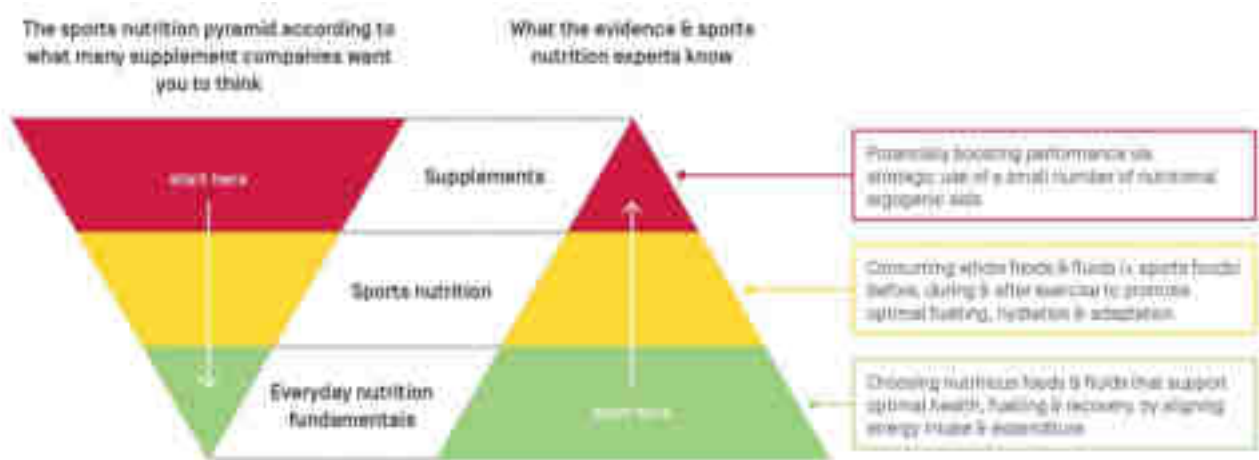 The sports nutrition pyramid according to
what many supplement companies want
you to think
What the evidence & sports
nutrition experts know
start here
Supplements
Sports nutrition
Everyday nutrition
fundamentals
start here
Potentially boosting performance via
strategic use of a small number of nutritional
ergogenic aids
Consuming whole foods & fluids (+ sports foods)
before, during & after exercise to promote
optimal fueling, hydration & adaptation
Choosing nutritious foods & fluids that support
optimal health, fuelling & recovery by aligning
energy intake & expenditure